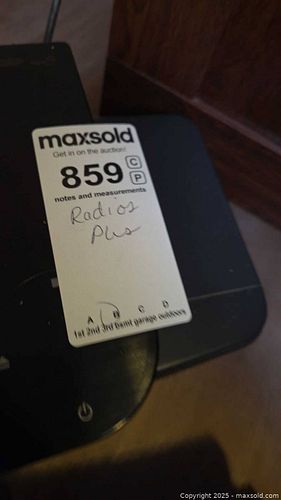 maxsold
Get in on the auction!
859 C
P
notes and measurements
Radios
Plus
A B C D
1st 2nd 3rd bsmt garage outdoors
Copyright 2025 - maxsold.com